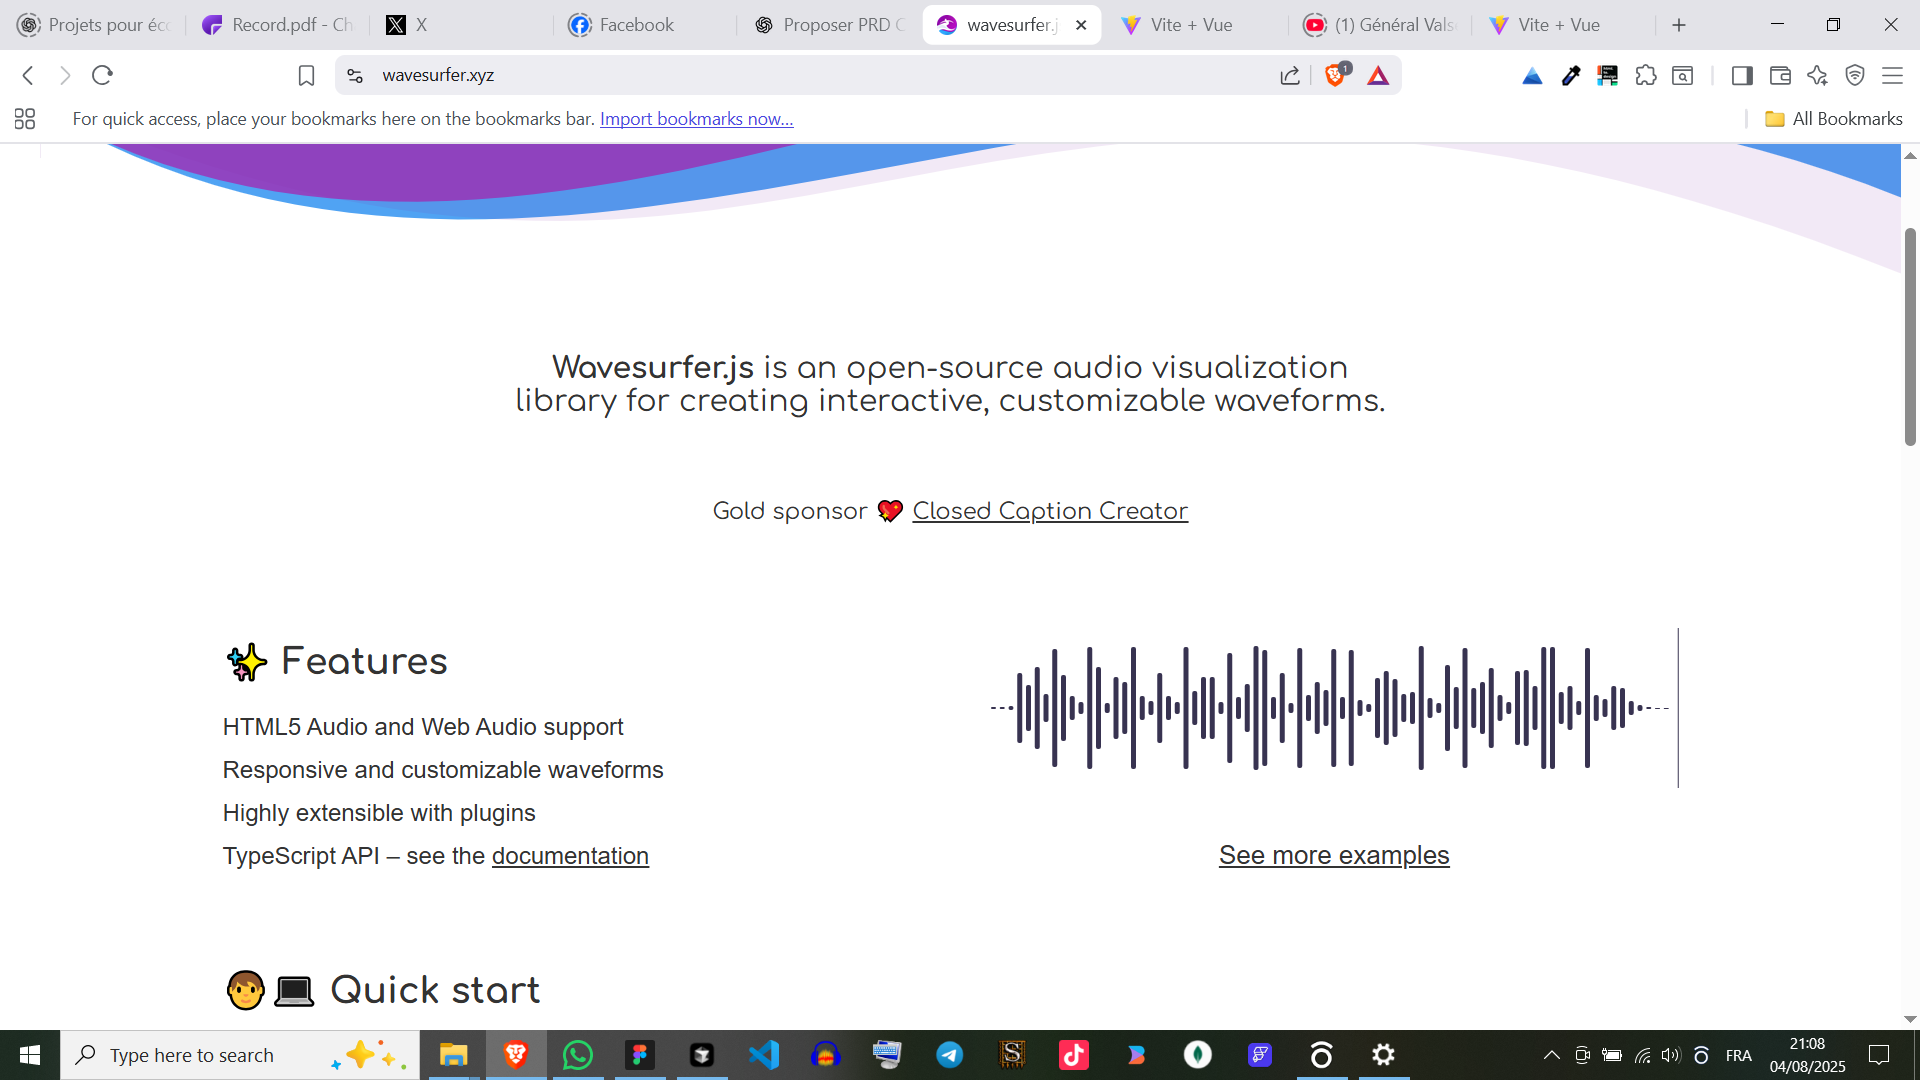 Projets pour éco
Record.pdf - Ch
X
Facebook
Proposer PRD C
wavesurfer.j
Vite + Vue
(1) Général Vals
Vite + Vue
wavesurfer.xyz
1
For quick access, place your bookmarks here on the bookmarks bar. Import bookmarks now...
All Bookmarks
Wavesurfer.js is an open-source audio visualization
library for creating interactive, customizable waveforms.
Gold sponsor 💖 Closed Caption Creator
✨ Features
HTML5 Audio and Web Audio support
Responsive and customizable waveforms
Highly extensible with plugins
TypeScript API – see the documentation
See more examples
🧑💻 Quick start
Type here to search
FRA
21:08
04/08/2025